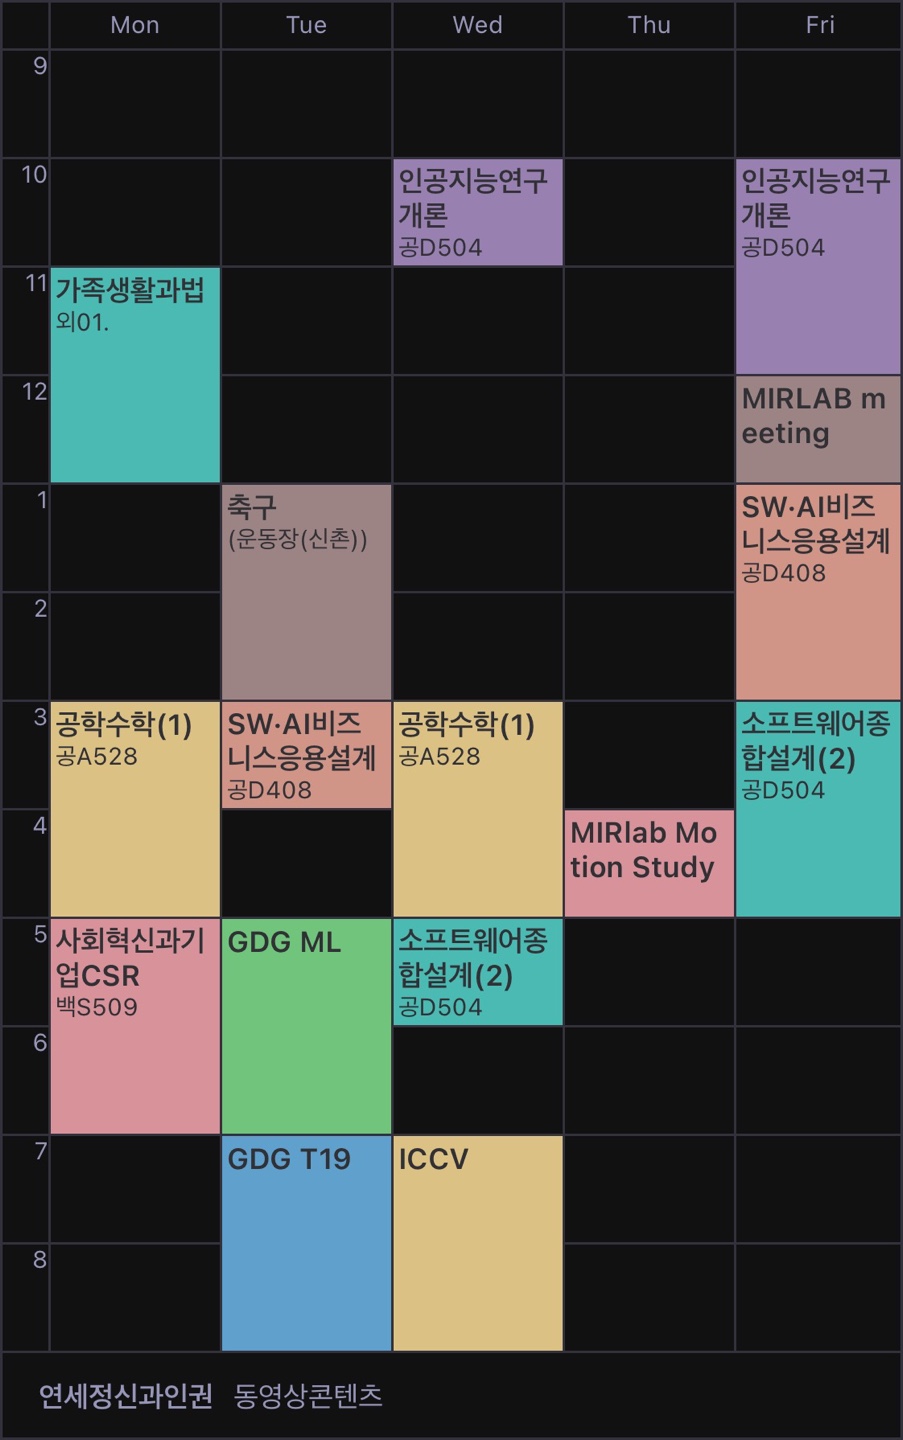 Mon Tue Wed Thu Fri
9
10
인공지능연구
개론
공D504
인공지능연구
개론
공D504
11
가족생활과법
외01.
12
MIRLAB m
eeting
1
축구
(운동장(신촌))
SW·AI비즈
니스응용설계
공D408
2
3
공학수학(1)
공A528
SW·AI비즈
니스응용설계
공D408
공학수학(1)
공A528
소프트웨어종
합설계(2)
공D504
4
MIRlab Mo
tion Study
5
사회혁신과기
업CSR
백S509
GDG ML
소프트웨어종
합설계(2)
공D504
6
7
GDG T19
ICCV
8
연세정신과인권 동영상콘텐츠